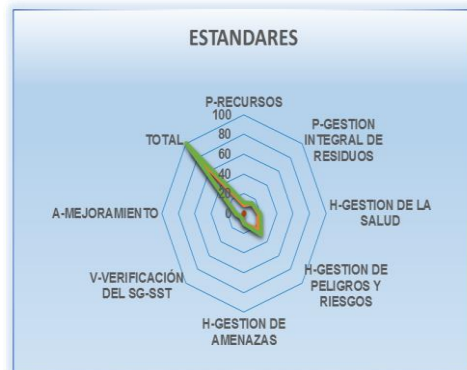 ESTANDARES
P-RECURSOS
100
80
60
40
20
0
P-GESTION
INTEGRAL DE
RESIDUOS
H-GESTION DE LA
SALUD
H-GESTION DE
PELIGROS Y
RIESGOS
H-GESTION DE
AMENAZAS
V-VERIFICACIÓN
DEL SG-SST
A-MEJORAMIENTO
TOTAL